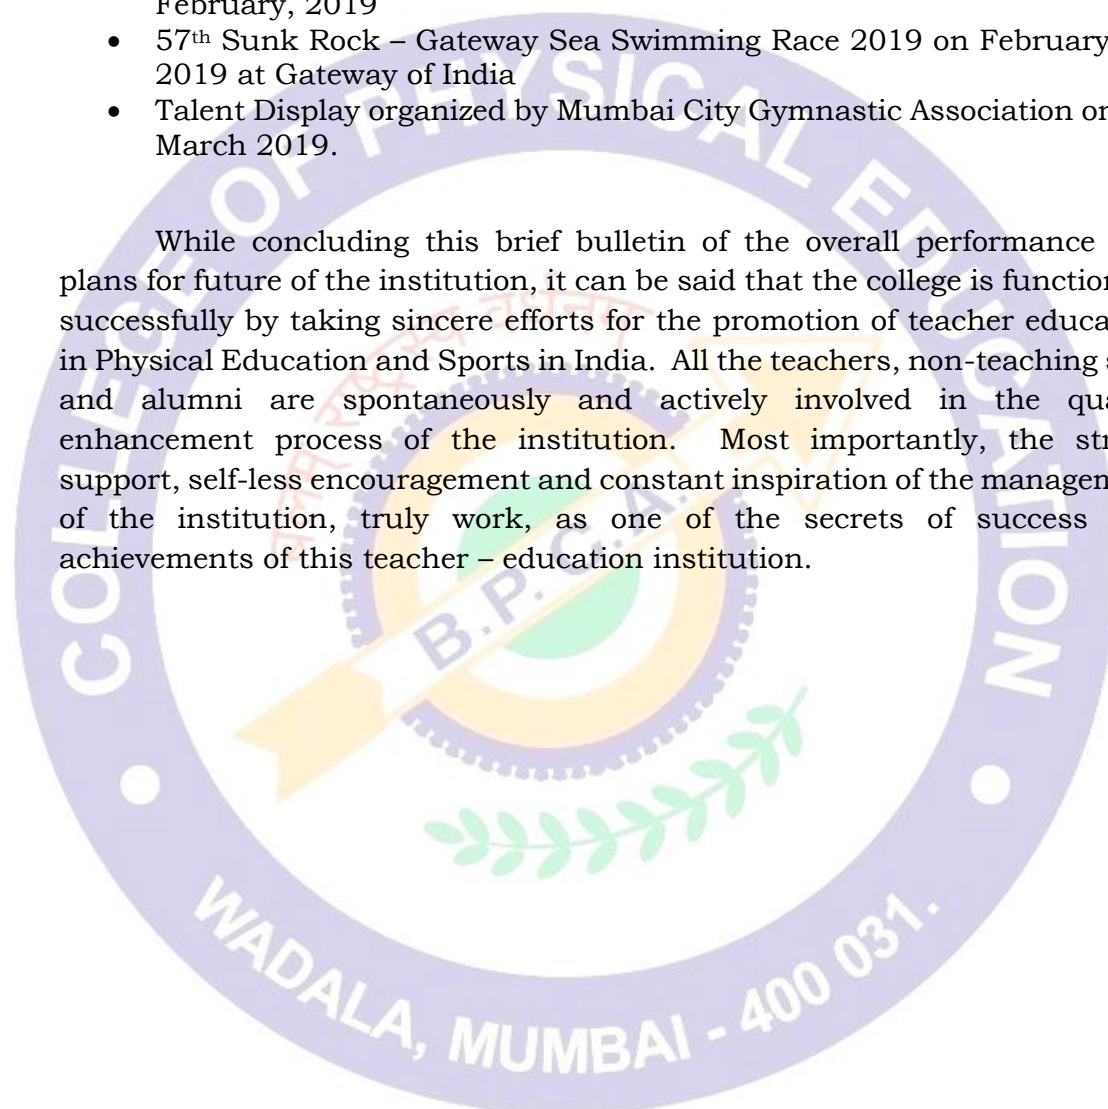 February, 2019
• 57th Sunk Rock – Gateway Sea Swimming Race 2019 on February
2019 at Gateway of India
• Talent Display organized by Mumbai City Gymnastic Association on
March 2019.
While concluding this brief bulletin of the overall performance
plans for future of the institution, it can be said that the college is function
successfully by taking sincere efforts for the promotion of teacher educa
in Physical Education and Sports in India. All the teachers, non-teaching s
and alumni are spontaneously and actively involved in the qua
enhancement process of the institution. Most importantly, the str
support, self-less encouragement and constant inspiration of the managem
of the institution, truly work, as one of the secrets of success
achievements of this teacher – education institution.
COLLEGE OF PHYSICAL EDUCATION
राष्ट्रस्य
B.P.G.A.
WADALA, MUMBAI - 400 031.